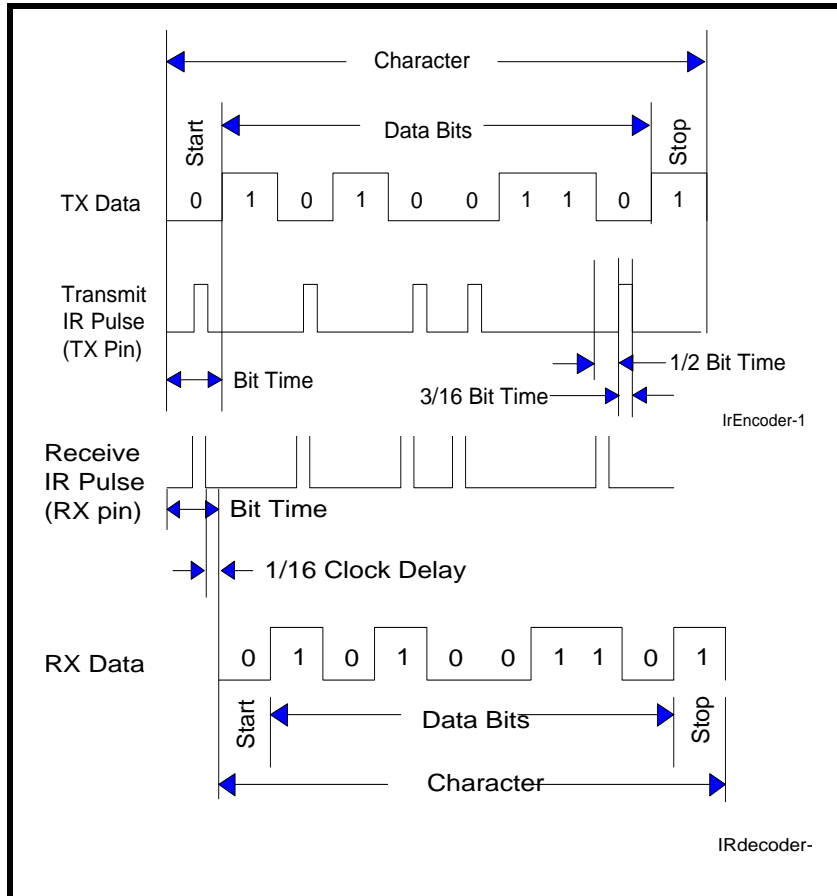 Character
Start
Data Bits
Stop
TX Data
0 1 0 1 0 0 1 1 0 1
Transmit
IR Pulse
(TX Pin)
Bit Time
1/2 Bit Time
3/16 Bit Time
IrEncoder-1
Receive
IR Pulse
(RX pin)
Bit Time
1/16 Clock Delay
RX Data
0 1 0 1 0 0 1 1 0 1
Start
Data Bits
Stop
Character
IRdecoder-